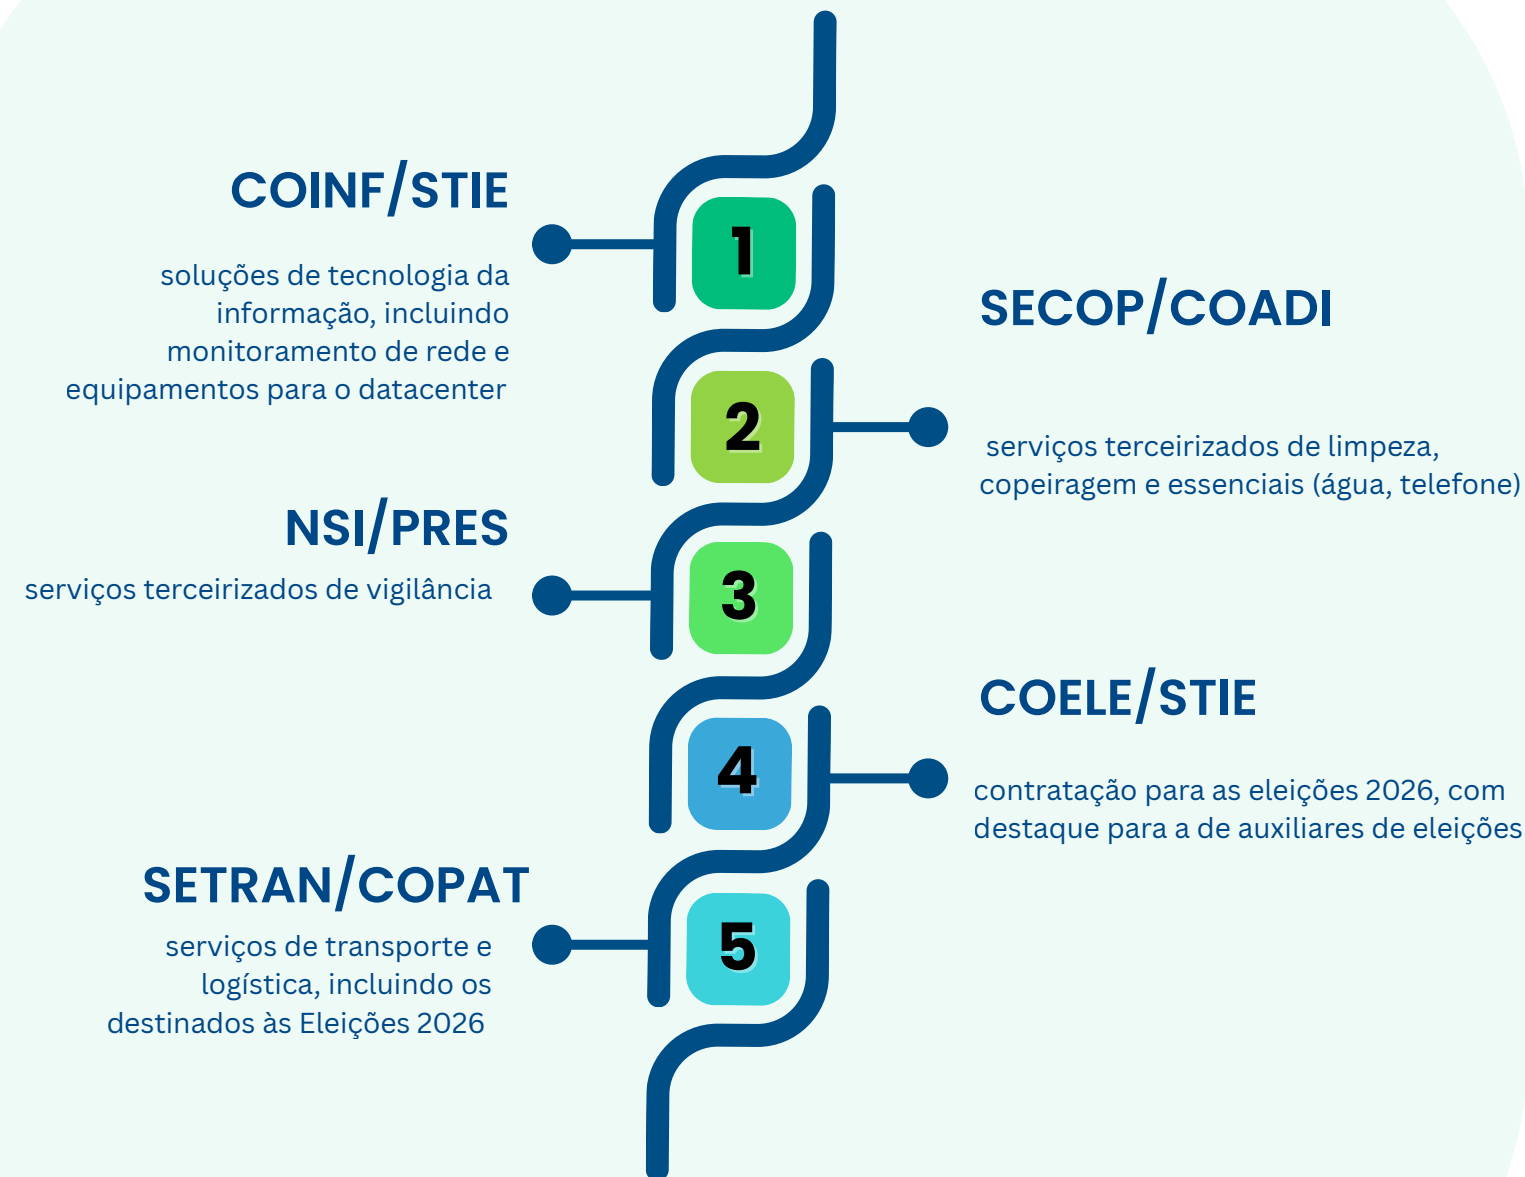 COINF/STIE
soluções de tecnologia da
informação, incluindo
monitoramento de rede e
equipamentos para o datacenter
1
SECOP/COADI
serviços terceirizados de limpeza,
copeiragem e essenciais (água, telefone)
2
NSI/PRES
serviços terceirizados de vigilância
3
COELE/STIE
contratação para as eleições 2026, com
destaque para a de auxiliares de eleições
4
SETRAN/COPAT
serviços de transporte e
logística, incluindo os
destinados às Eleições 2026
5